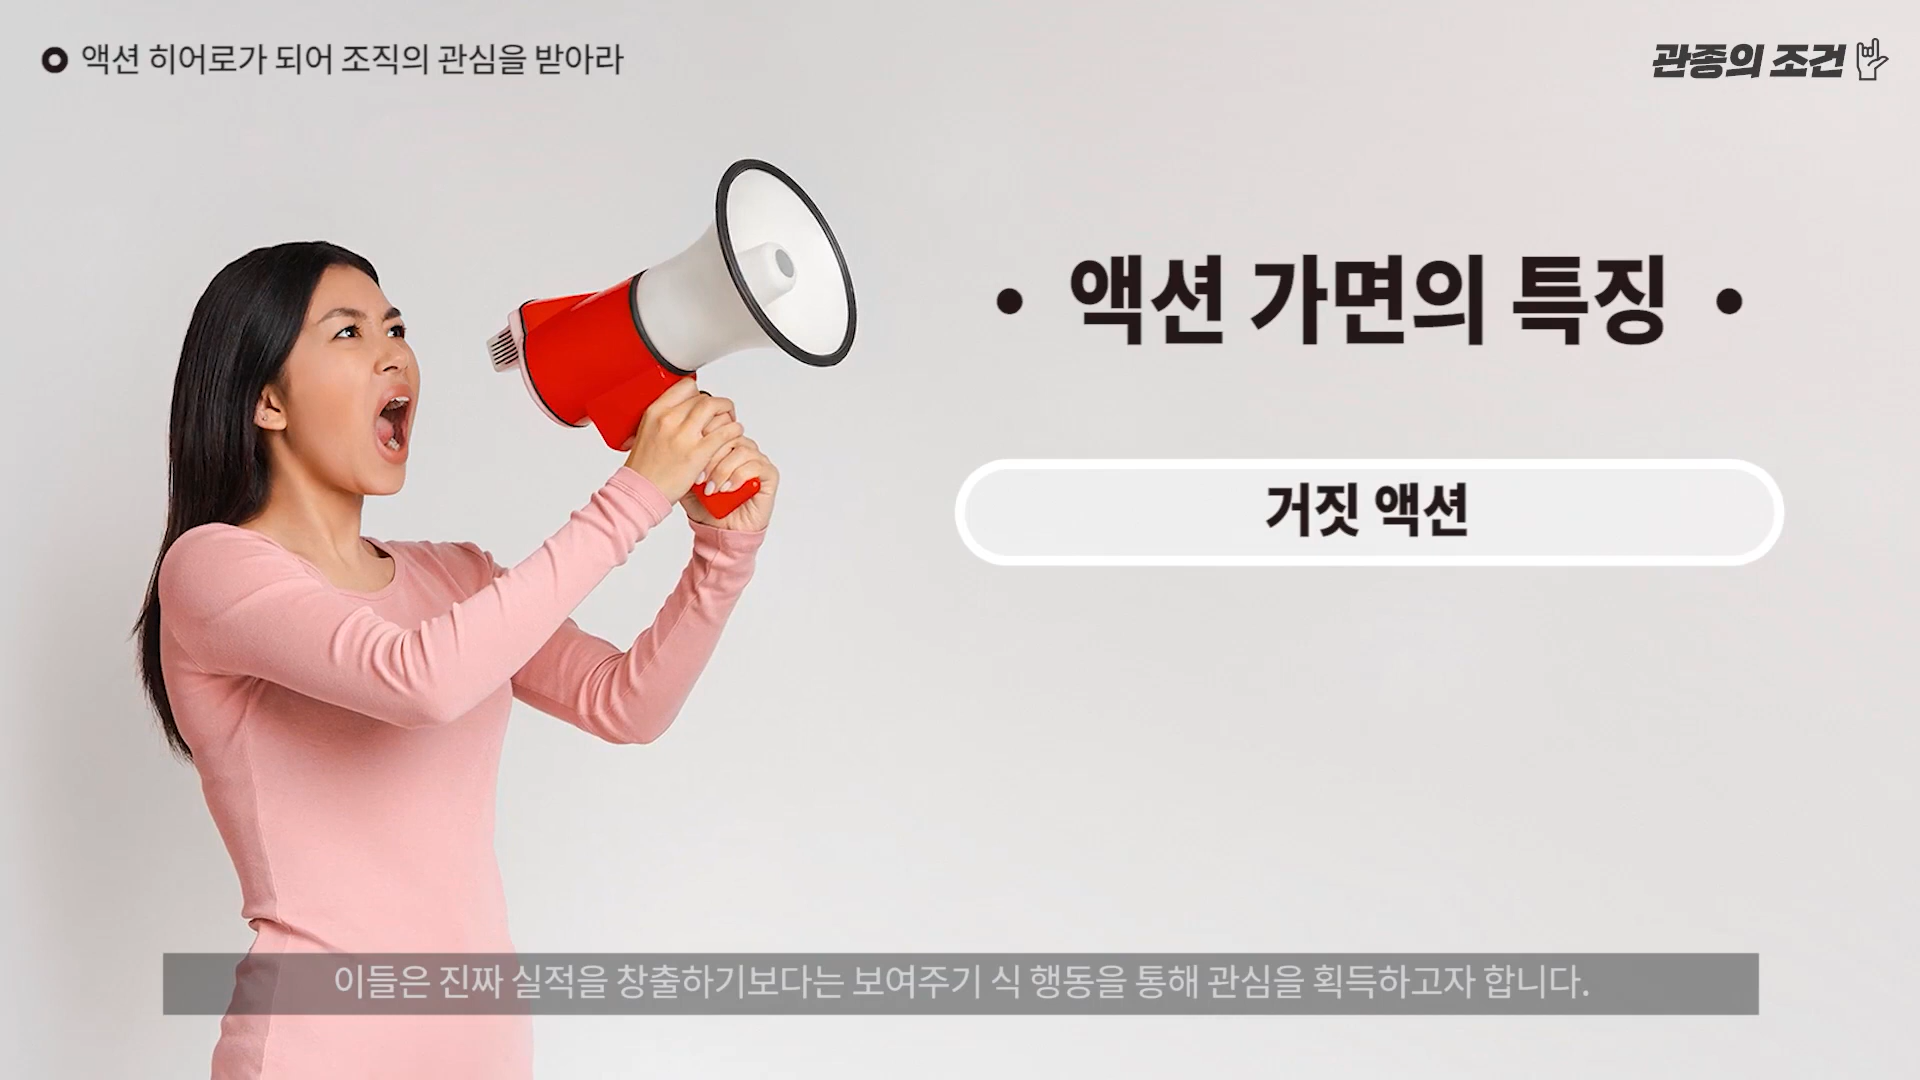 액션 히어로가 되어 조직의 관심을 받아라
관종의 조건
• 액션 가면의 특징 •
거짓 액션
이들은 진짜 실적을 창출하기보다는 보여주기 식 행동을 통해 관심을 획득하고자 합니다.